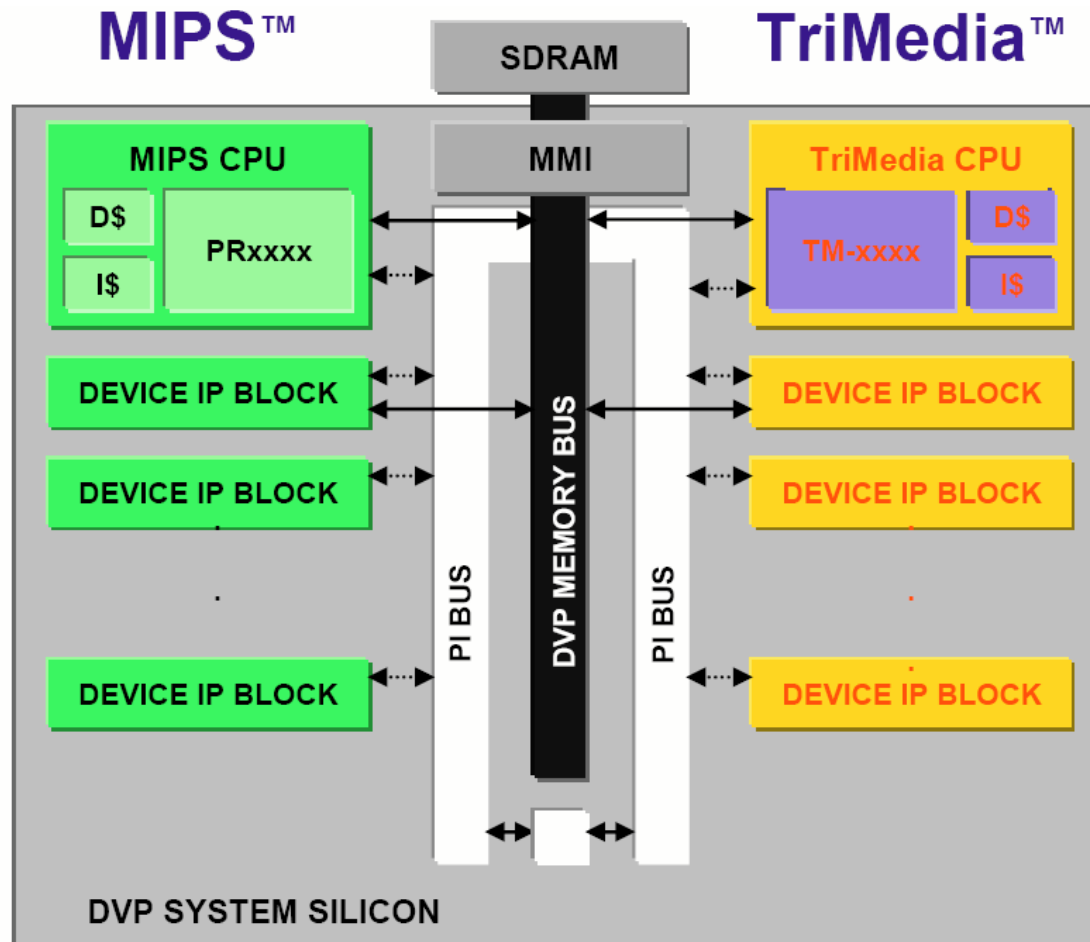 MIPS™
TriMedia™
SDRAM
MMI
MIPS CPU
D$
I$
PRxxxx
TriMedia CPU
TM-xxxx
D$
I$
DEVICE IP BLOCK
DEVICE IP BLOCK
DEVICE IP BLOCK
.
.
PI BUS
DVP MEMORY BUS
PI BUS
DEVICE IP BLOCK
DEVICE IP BLOCK
.
.
.
DEVICE IP BLOCK
DVP SYSTEM SILICON